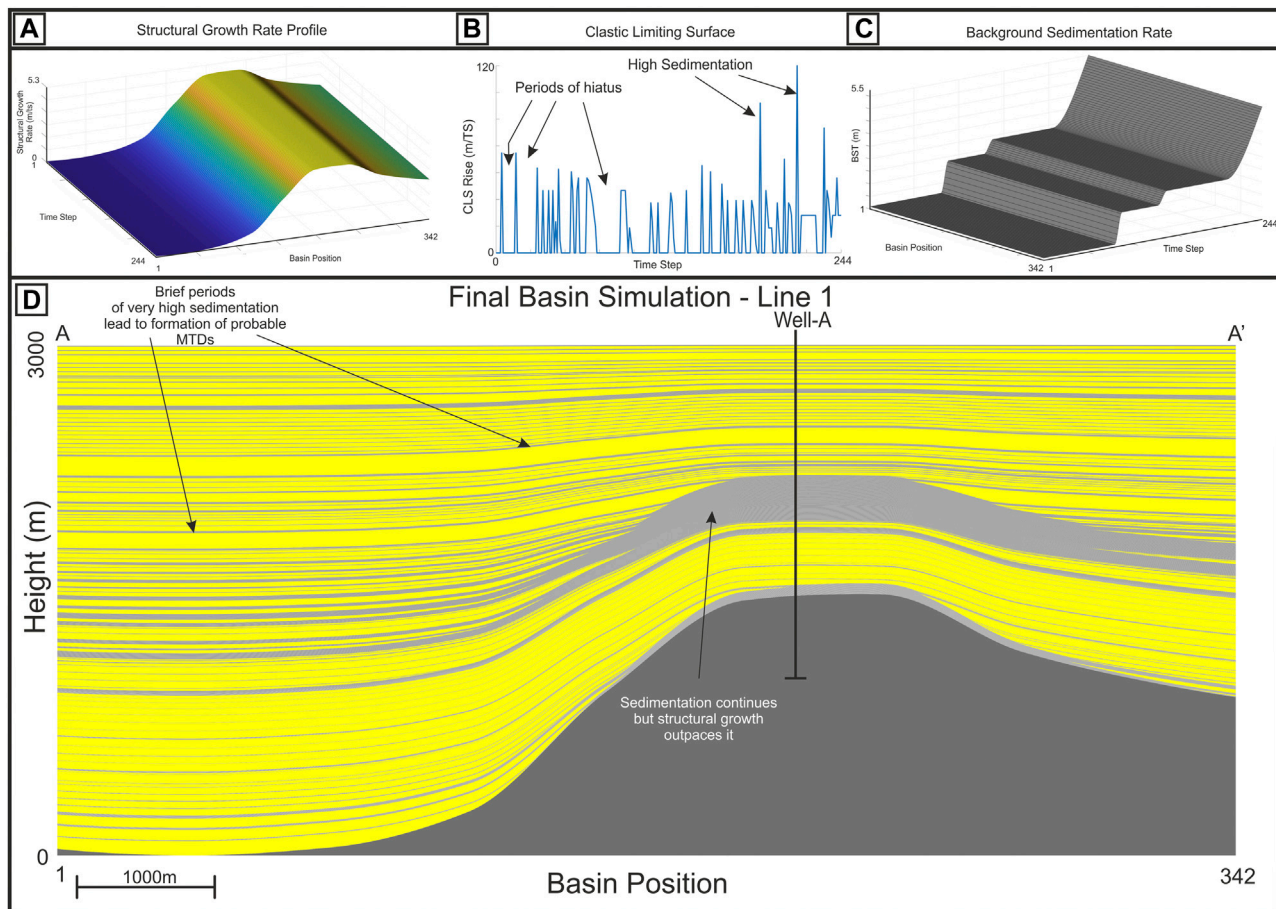 A
Structural Growth Rate Profile
5.3
Structural Growth
Rate (m/ts)
0
1
Time Step
244
1
Basin Position
342
B
Clastic Limiting Surface
120
High Sedimentation
Periods of hiatus
CLS Rise (m/TS)
0
0
Time Step
244
C
Background Sedimentation Rate
5.5
BST (m)
1
Basin Position
342
1
Time Step
244
D
Brief periods
of very high sedimentation
lead to formation of probable
MTDs
Final Basin Simulation - Line 1
Well-A
A
A'
3000
Height (m)
0
Sedimentation continues
but structural growth
outpaces it
1
1000m
Basin Position
342